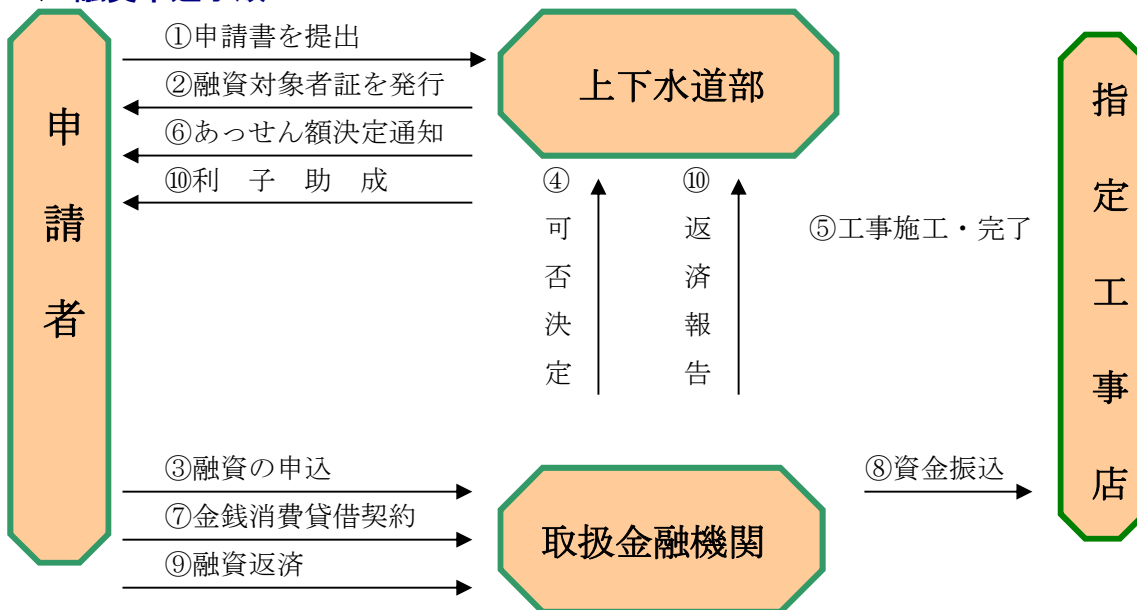 申請者
①申請書を提出
②融資対象者証を発行
⑥あっせん額決定通知
⑩利子助成
上下水道部
④可否決定
⑩返済報告
⑤工事施工・完了
指定工事店
③融資の申込
⑦金銭消費貸借契約
⑨融資返済
取扱金融機関
⑧資金振込